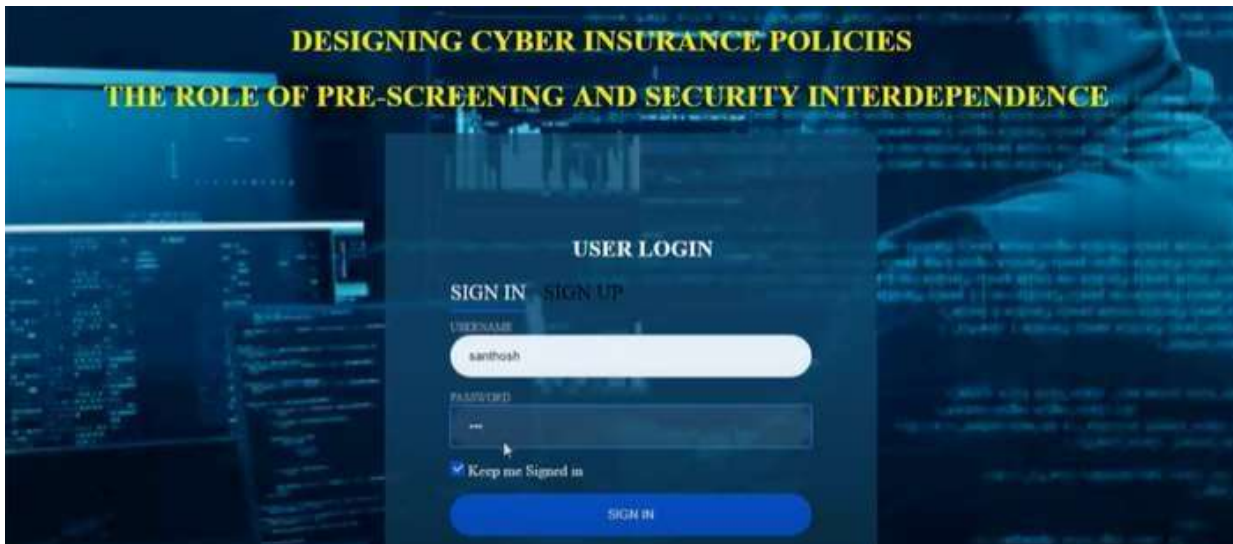 DESIGNING CYBER INSURANCE POLICIES
THE ROLE OF PRE-SCREENING AND SECURITY INTERDEPENDENCE
USER LOGIN
SIGN IN SIGN UP
USERNAME
santhosh
PASSWORD
•••
Keep me Signed in
SIGN IN